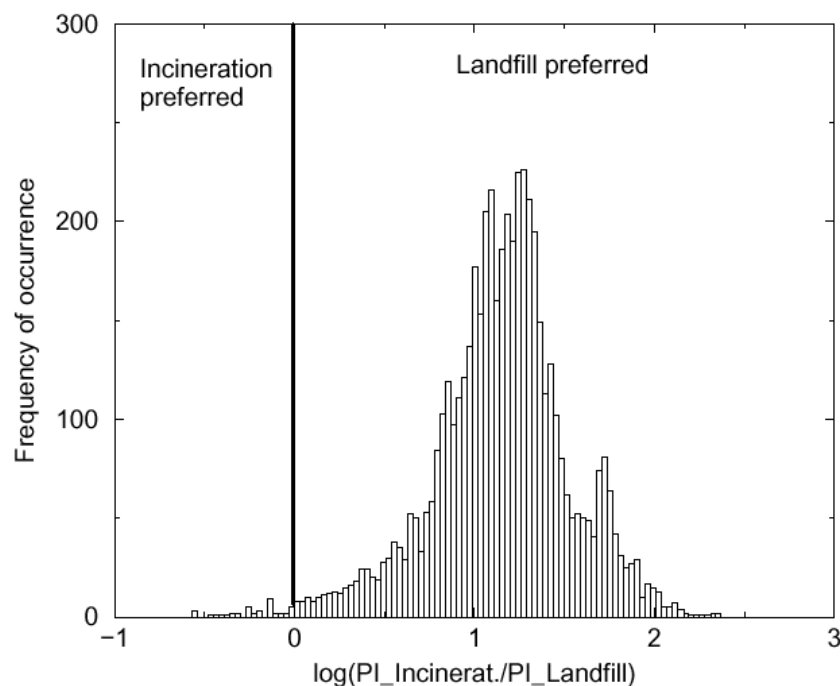 300
Incineration
preferred
Landfill preferred
200
100
0
−1
0
1
2
3
Frequency of occurrence
log(PI_Incinerat./PI_Landfill)